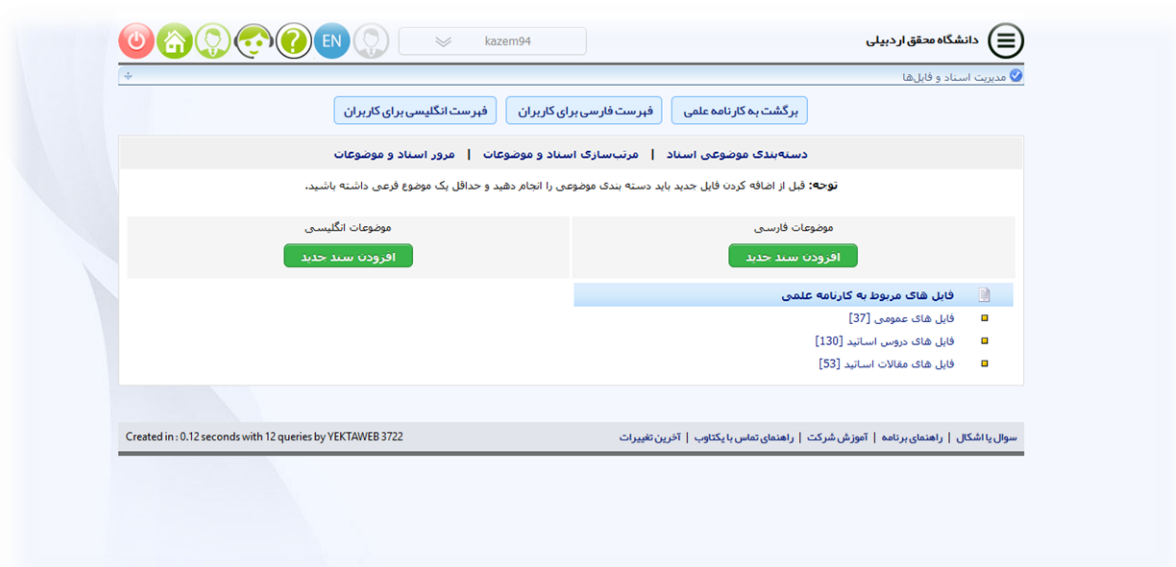 دانشگاه محقق اردبیلی
kazem94
EN
مدیریت اسناد و فایل‌ها
برگشت به کارنامه علمی
فهرست فارسی برای کاربران
فهرست انگلیسی برای کاربران
دسته‌بندی موضوعی اسناد | مرتب‌سازی اسناد و موضوعات | مرور اسناد و موضوعات
توجه: قبل از اضافه کردن فایل جدید باید دسته بندی موضوعی را انجام دهید و حداقل یک موضوع فرعی داشته باشید.
موضوعات فارسی
افزودن سند جدید
موضوعات انگلیسی
افزودن سند جدید
فایل های مربوط به کارنامه علمی
فایل های عمومی [37]
فایل های دروس اساتید [130]
فایل های مقالات اساتید [53]
سوال یا اشکال | راهنمای برنامه | آموزش شرکت | راهنمای تماس با یکتاوب | آخرین تغییرات
Created in : 0.12 seconds with 12 queries by YEKTAWEB 3722